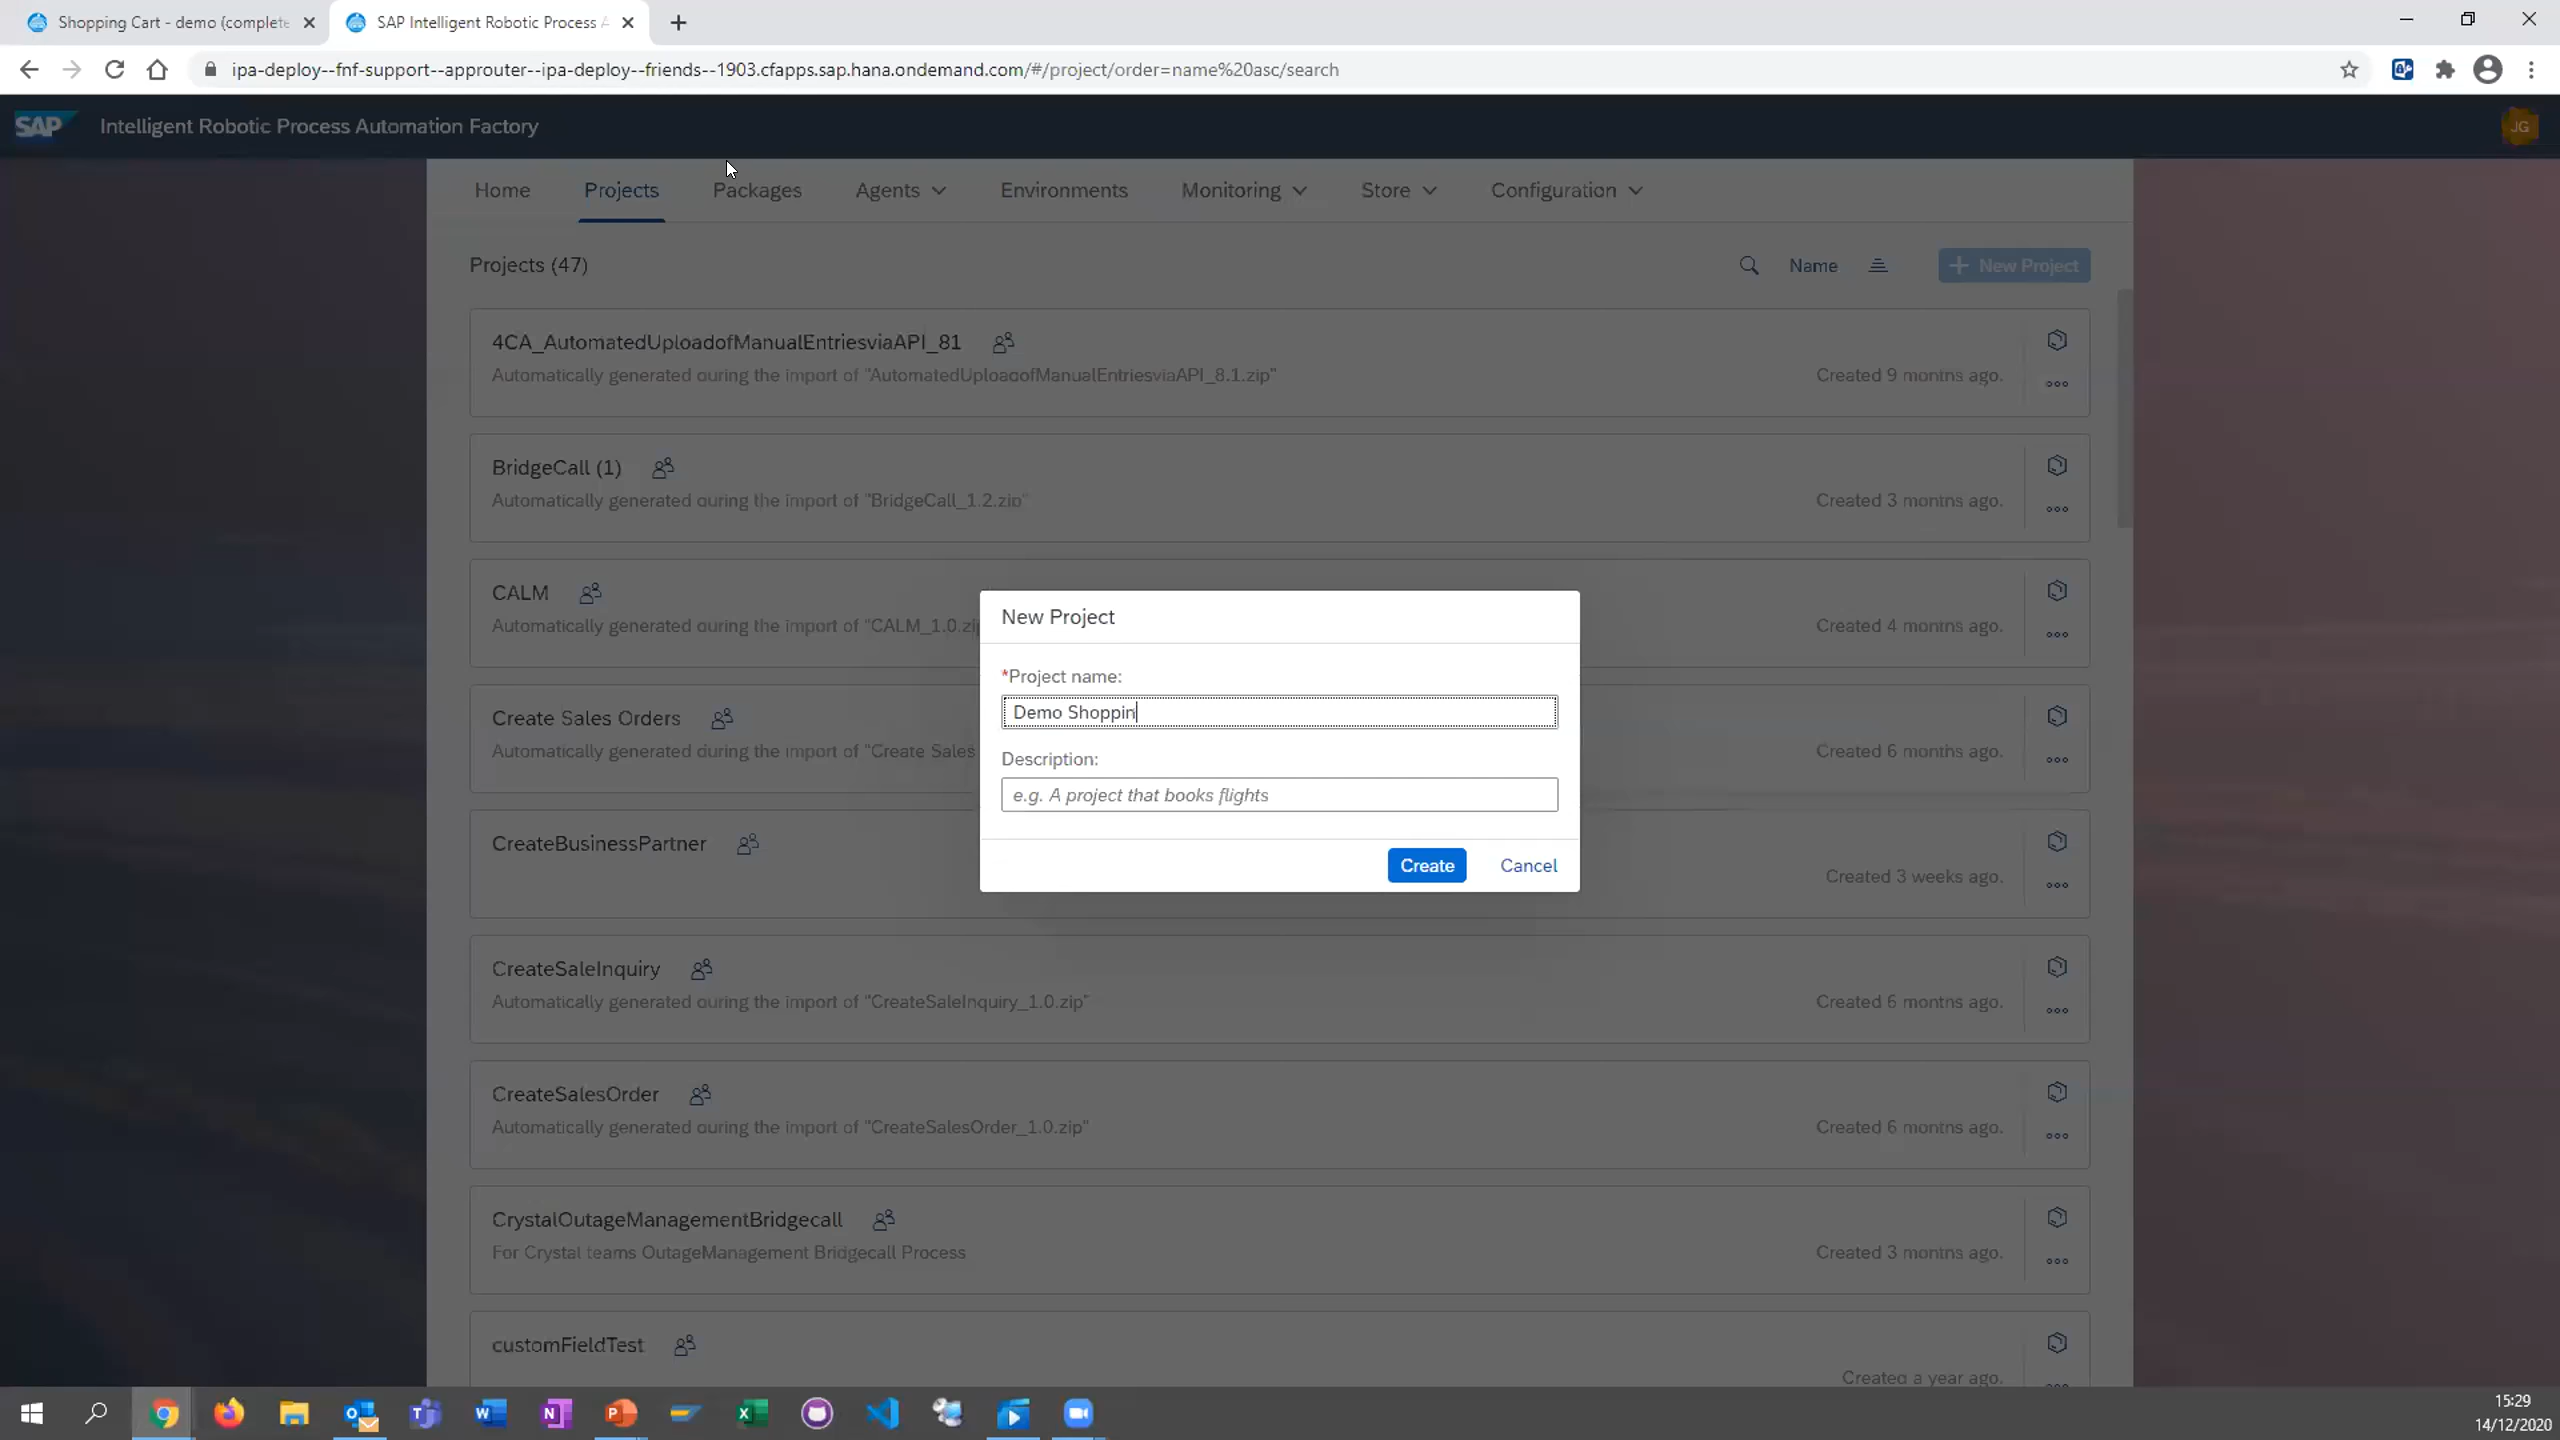 Shopping Cart - demo (complete
SAP Intelligent Robotic Process A
ipa-deploy--fnf-support--approuter--ipa-deploy--friends--1903.cfapps.sap.hana.ondemand.com/#/project/order=name%20asc/search
SAP Intelligent Robotic Process Automation Factory
JG
Home Projects Packages Agents Environments Monitoring Store Configuration
Projects (47)
Name
New Project
4CA_AutomatedUploadofManualEntriesviaAPI_81
Automatically generated during the import of "AutomatedUploadofManualEntriesviaAPI_8.1.zip"
Created 9 months ago.
BridgeCall (1)
Automatically generated during the import of "BridgeCall_1.2.zip"
Created 3 months ago.
CALM
Automatically generated during the import of "CALM_1.0.zip
Created 4 months ago.
Create Sales Orders
Automatically generated during the import of "Create Sales
Created 6 months ago.
CreateBusinessPartner
Created 3 weeks ago.
CreateSaleInquiry
Automatically generated during the import of "CreateSaleInquiry_1.0.zip"
Created 6 months ago.
CreateSalesOrder
Automatically generated during the import of "CreateSalesOrder_1.0.zip"
Created 6 months ago.
CrystalOutageManagementBridgecall
For Crystal teams OutageManagement Bridgecall Process
Created 3 months ago.
customFieldTest
Created a year ago.
New Project
*Project name:
Demo Shoppin
Description:
e.g. A project that books flights
Create Cancel
15:29
14/12/2020